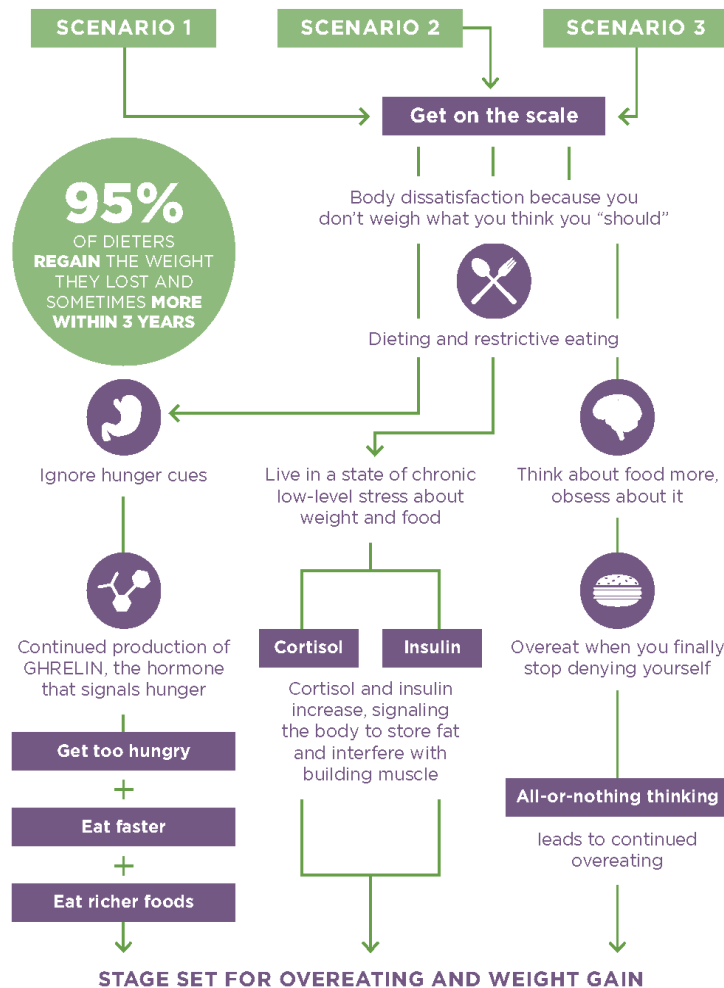 SCENARIO 1
SCENARIO 2
SCENARIO 3
Get on the scale
95%
OF DIETERS
REGAIN THE WEIGHT
THEY LOST AND
SOMETIMES MORE
WITHIN 3 YEARS
Body dissatisfaction because you
don’t weigh what you think you “should”
Dieting and restrictive eating
Ignore hunger cues
Continued production of
GHRELIN, the hormone
that signals hunger
Get too hungry
+
Eat faster
+
Eat richer foods
Live in a state of chronic
low-level stress about
weight and food
Cortisol
Insulin
Cortisol and insulin
increase, signaling
the body to store fat
and interfere with
building muscle
Think about food more,
obsess about it
Overeat when you finally
stop denying yourself
All-or-nothing thinking
leads to continued
overeating
STAGE SET FOR OVEREATING AND WEIGHT GAIN